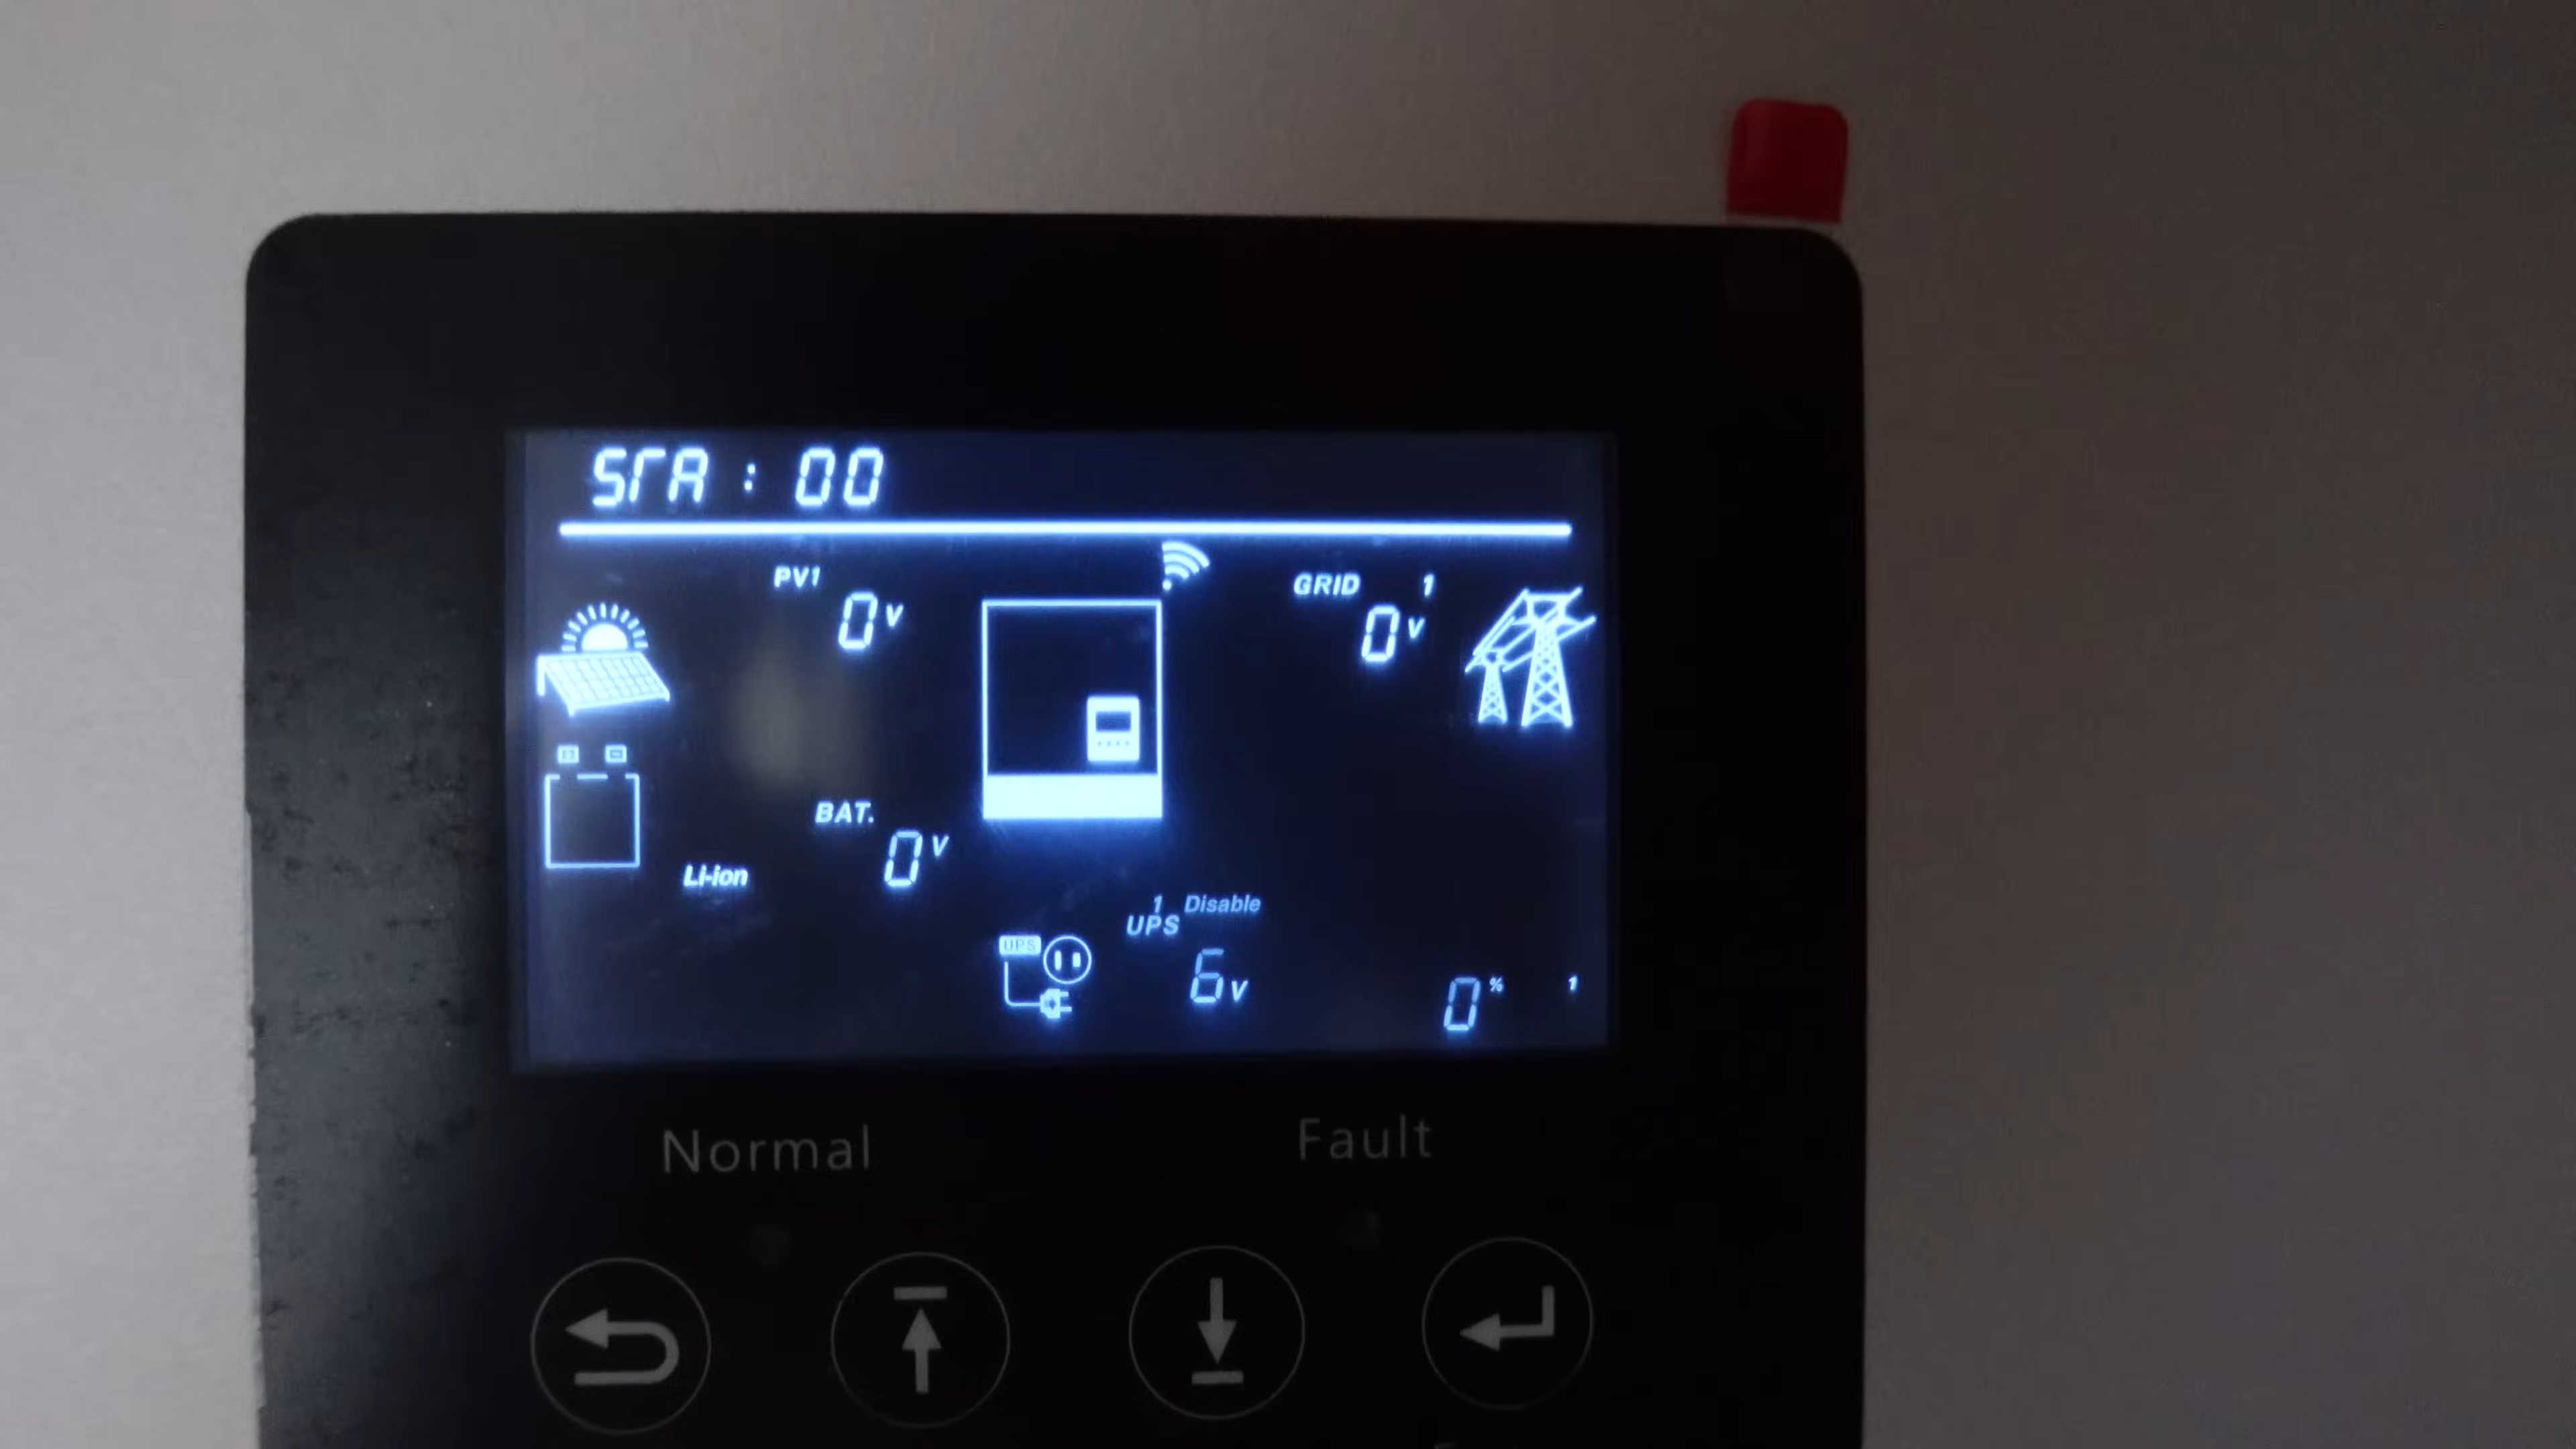 STA : 00
PV1
0 V
GRID 1
0 V
BAT.
0 V
Li-ion
1 Disable
UPS
UPS
6 V
0 % 1
Normal
Fault